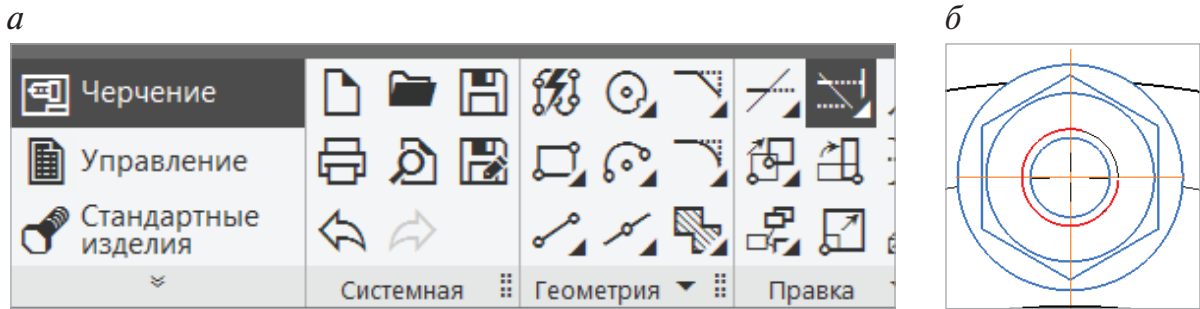 а
б
Черчение
Управление
Стандартные
изделия
Системная
Геометрия
Правка